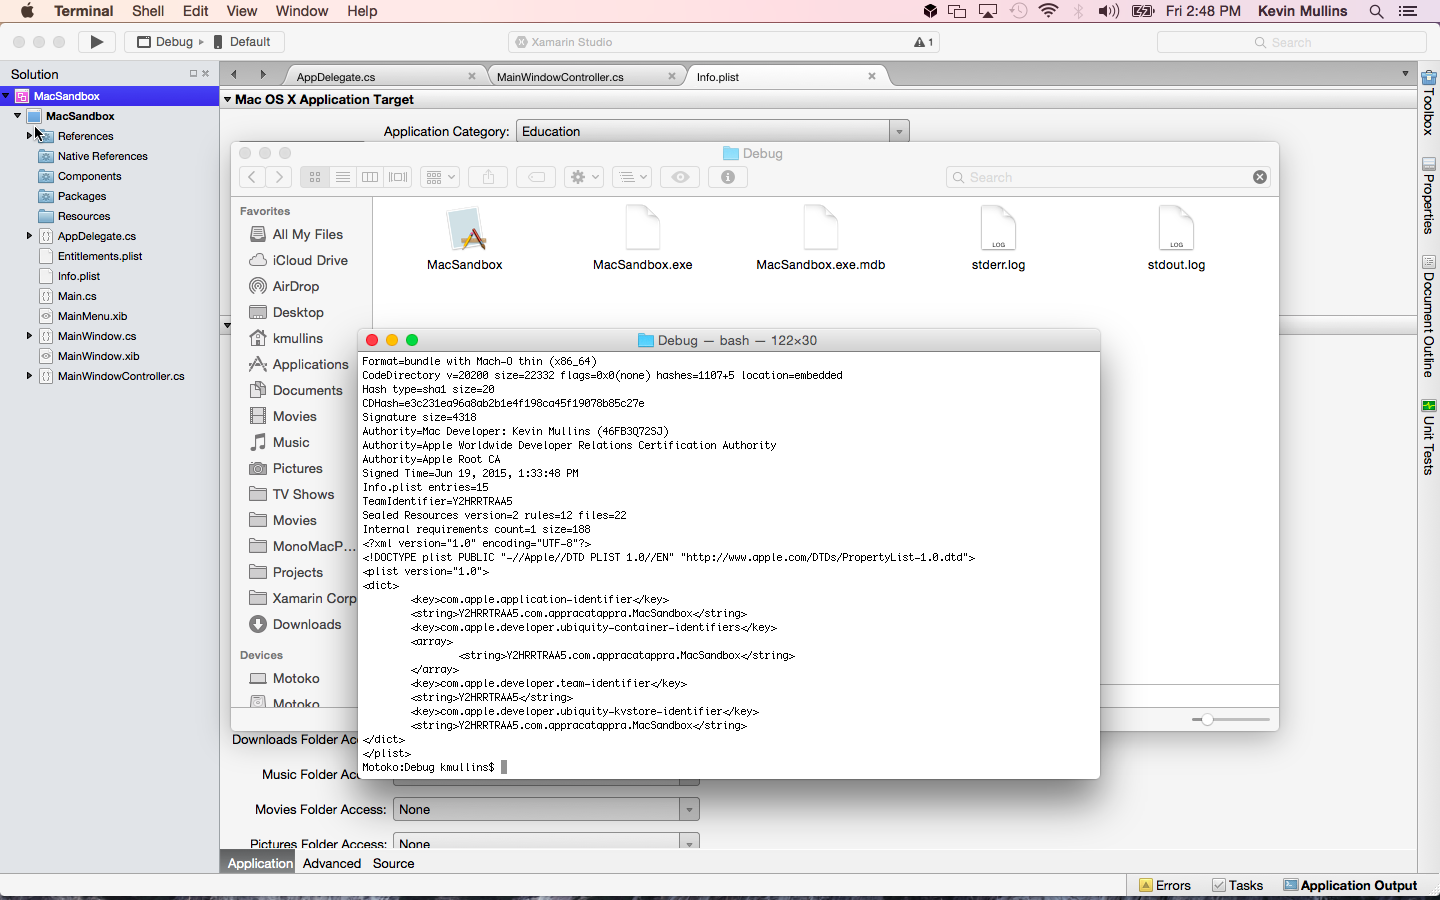 Terminal Shell Edit View Window Help
Fri 2:48 PM Kevin Mullins
Debug Default
Xamarin Studio
1
Search
Solution
AppDelegate.cs
MainWindowController.cs
Info.plist
MacSandbox
MacSandbox
References
Native References
Components
Packages
Resources
AppDelegate.cs
Entitlements.plist
Info.plist
Main.cs
MainMenu.xib
MainWindow.cs
MainWindow.xib
MainWindowController.cs
Mac OS X Application Target
Application Category: Education
Debug
Search
Favorites
All My Files
iCloud Drive
AirDrop
Desktop
kmullins
Applications
Documents
Movies
Music
Pictures
TV Shows
Movies
MonoMacP...
Projects
Xamarin Corp
Downloads
Devices
Motoko
Motoko
MacSandbox
MacSandbox.exe
MacSandbox.exe.mdb
LOG
stderr.log
LOG
stdout.log
Debug — bash — 122×30
Format=bundle with Mach-O thin (x86_64)
CodeDirectory v=20200 size=22332 flags=0x0(none) hashes=1107+5 location=embedded
Hash type=sha1 size=20
CDHash=e3c231ea96a8ab2b1e4f198ca45f19078b85c27e
Signature size=4318
Authority=Mac Developer: Kevin Mullins (46FB3Q72SJ)
Authority=Apple Worldwide Developer Relations Certification Authority
Authority=Apple Root CA
Signed Time=Jun 19, 2015, 1:33:48 PM
Info.plist entries=15
TeamIdentifier=Y2HRRTRAA5
Sealed Resources version=2 rules=12 files=22
Internal requirements count=1 size=188
<?xml version="1.0" encoding="UTF-8"?>
<!DOCTYPE plist PUBLIC "-//Apple//DTD PLIST 1.0//EN" "http://www.apple.com/DTDs/PropertyList-1.0.dtd">
<plist version="1.0">
<dict>
<key>com.apple.application-identifier</key>
<string>Y2HRRTRAA5.com.appracatappra.MacSandbox</string>
<key>com.apple.developer.ubiquity-container-identifiers</key>
<array>
<string>Y2HRRTRAA5.com.appracatappra.MacSandbox</string>
</array>
<key>com.apple.developer.team-identifier</key>
<string>Y2HRRTRAA5</string>
<key>com.apple.developer.ubiquity-kvstore-identifier</key>
<string>Y2HRRTRAA5.com.appracatappra.MacSandbox</string>
</dict>
</plist>
Motoko:Debug kmullins$
Downloads Folder Acc
Music Folder Acc
Movies Folder Access: None
Pictures Folder Access: None
Application Advanced Source
Errors Tasks Application Output
Toolbox
Properties
Document Outline
Unit Tests